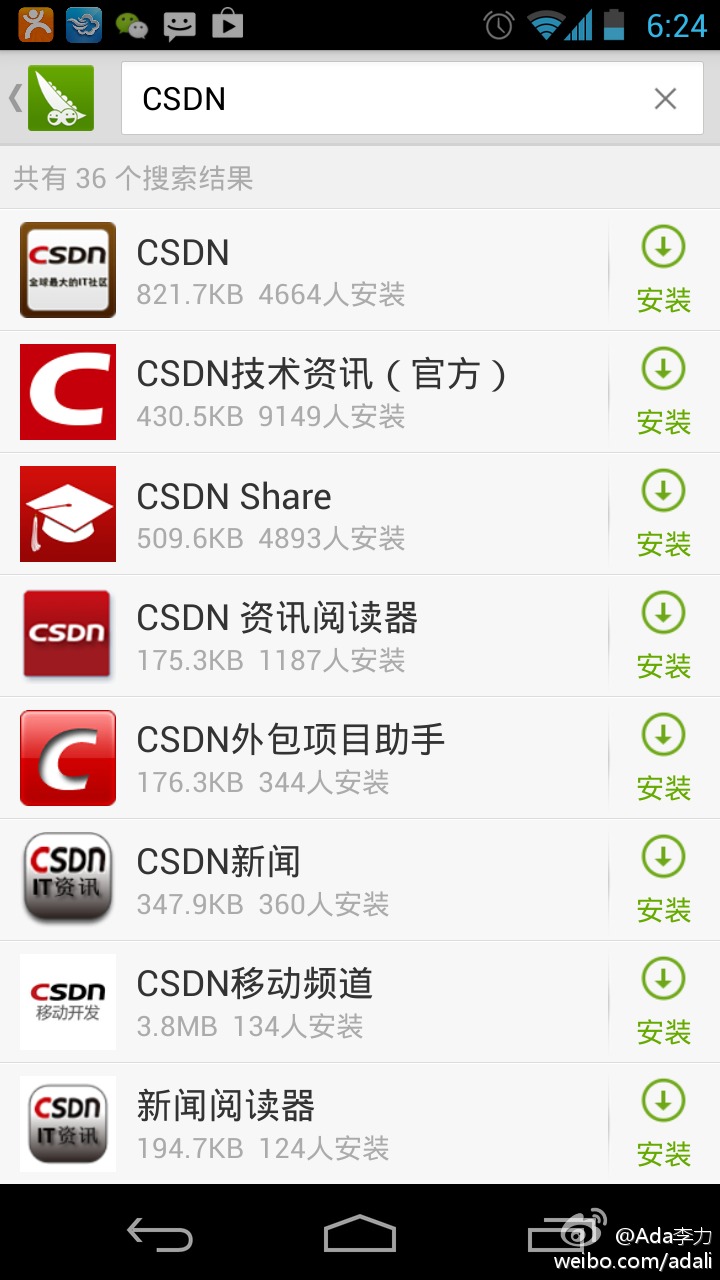 6:24
CSDN
共有 36 个搜索结果
CSDN
全球最大的IT社区
CSDN
821.7KB 4664人安装
安装
CSDN技术资讯（官方）
430.5KB 9149人安装
安装
CSDN Share
509.6KB 4893人安装
安装
CSDN
CSDN 资讯阅读器
175.3KB 1187人安装
安装
CSDN外包项目助手
176.3KB 344人安装
安装
CSDN
IT资讯
CSDN新闻
347.9KB 360人安装
安装
CSDN
移动开发
CSDN移动频道
3.8MB 134人安装
安装
CSDN
IT资讯
新闻阅读器
194.7KB 124人安装
安装
@Ada李力
weibo.com/adali